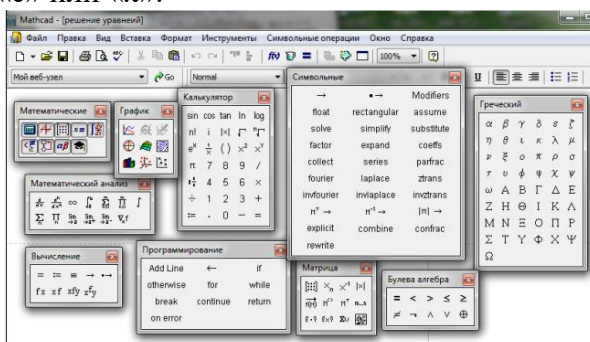 Mathcad - [решение уравнеий]
Файл Правка Вид Вставка Формат Инструменты Символьные операции Окно Справка
100%
Мой веб-узел Go Normal
Математические
График
Калькулятор
sin cos tan ln log
n! i |×|
e^x 1/x ( ) x² x^Y
π 7 8 9 /
4 5 6 ×
÷ 1 2 3 +
:= . 0 − =
Символьные
→ ▪→ Modifiers
float rectangular assume
solve simplify substitute
factor expand coeffs
collect series parfrac
fourier laplace ztrans
invfourier invlaplace invztrans
explicit combine confrac
rewrite
Греческий
α β γ δ ε ζ
η θ ι κ λ μ
ν ξ ο π ρ σ
τ υ φ χ ψ
ω Α Β Γ Δ Ε
Ζ Η Θ Ι Κ Λ
Μ Ν Ξ Ο Π Ρ
Σ Τ Υ Φ Χ Ψ
Ω
Математический анализ
Вычисление
= := ≡ → •→
fx xf xfy
Программирование
Add Line ← if
otherwise for while
break continue return
on error
Матрица
Булева алгебра
= < > ≤ ≥
≠ ¬ ∧ ∨ ⊕